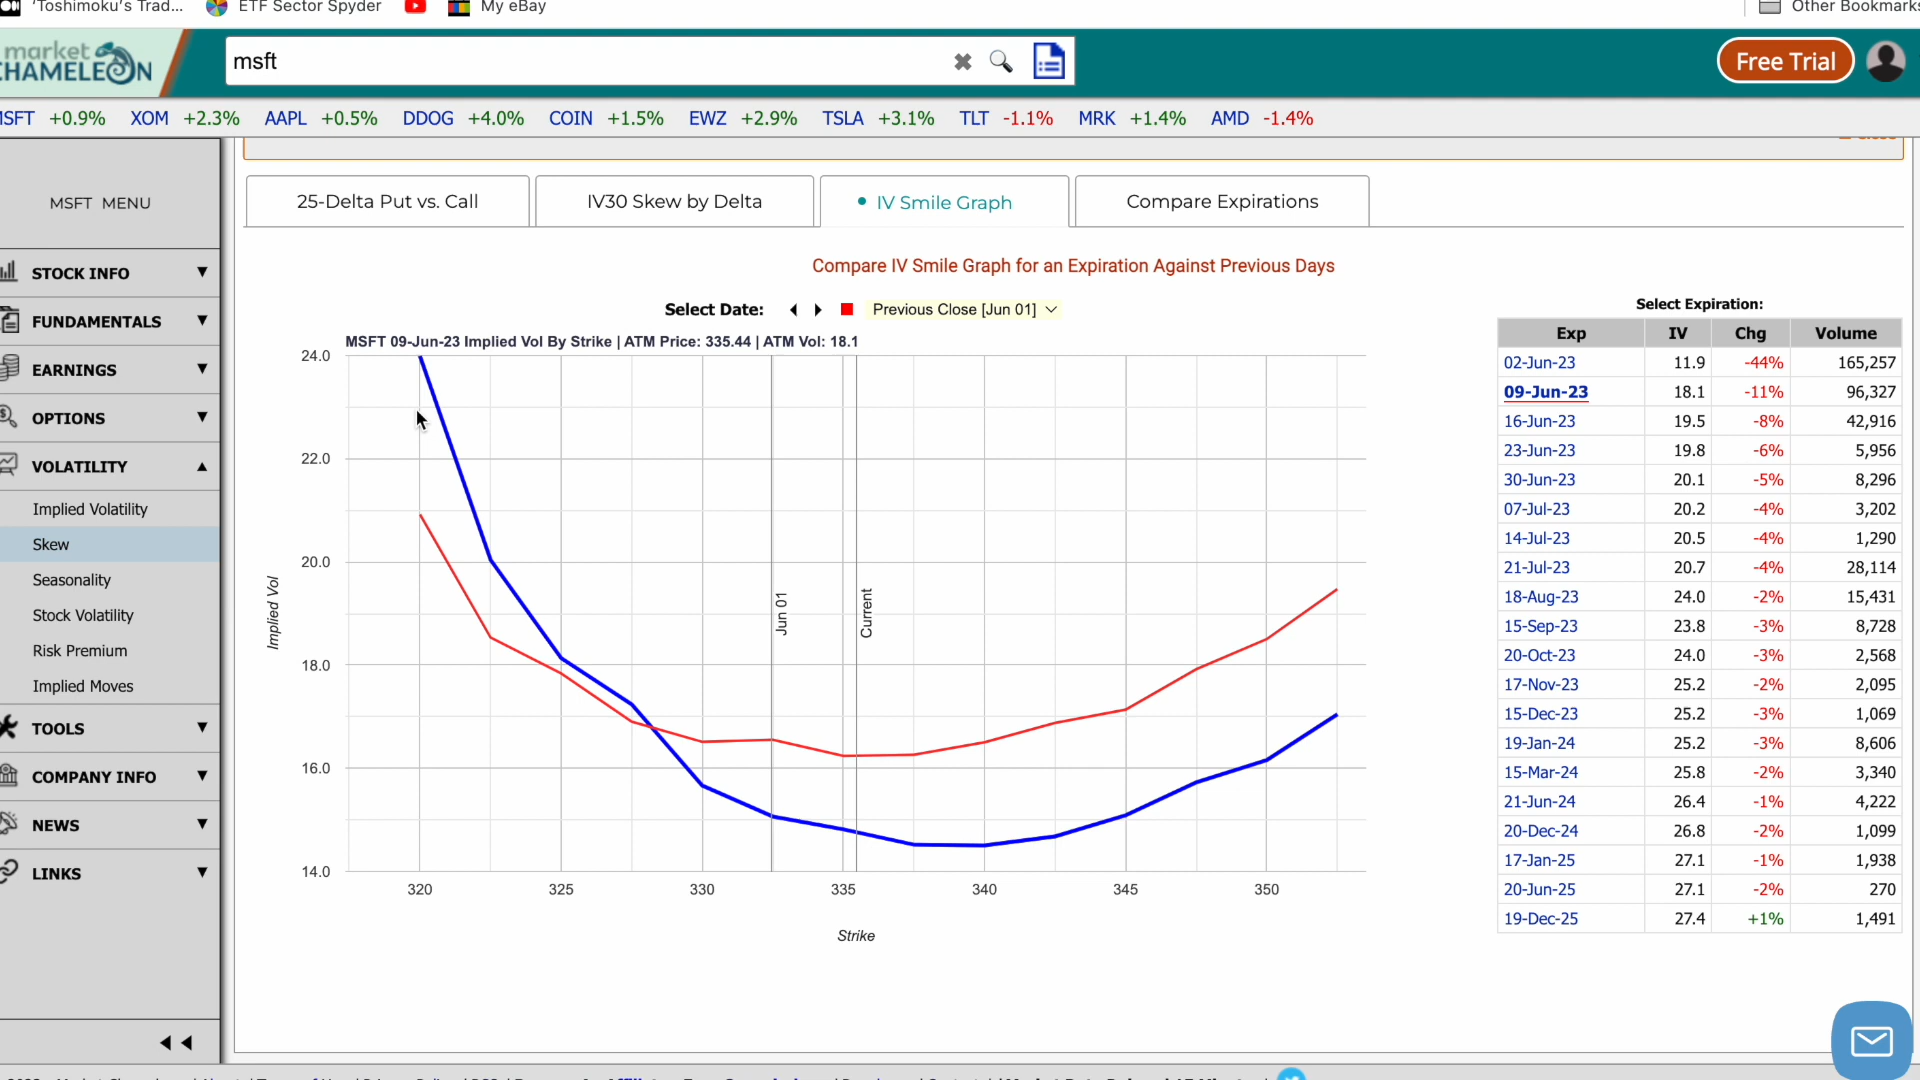 'Toshimoku's Trad... ETF Sector Spyder My eBay Other Bookmarks
market
CHAMELEON
msft
Free Trial
MSFT +0.9% XOM +2.3% AAPL +0.5% DDOG +4.0% COIN +1.5% EWZ +2.9% TSLA +3.1% TLT -1.1% MRK +1.4% AMD -1.4%
MSFT MENU
STOCK INFO
FUNDAMENTALS
EARNINGS
OPTIONS
VOLATILITY
Implied Volatility
Skew
Seasonality
Stock Volatility
Risk Premium
Implied Moves
TOOLS
COMPANY INFO
NEWS
LINKS
25-Delta Put vs. Call IV30 Skew by Delta IV Smile Graph Compare Expirations
Compare IV Smile Graph for an Expiration Against Previous Days
Select Date: Previous Close [Jun 01]
MSFT 09-Jun-23 Implied Vol By Strike | ATM Price: 335.44 | ATM Vol: 18.1
24.0
22.0
20.0
18.0
16.0
14.0
Implied Vol
Jun 01
Current
320 325 330 335 340 345 350
Strike
Select Expiration:
Exp IV Chg Volume
02-Jun-23 11.9 -44% 165,257
09-Jun-23 18.1 -11% 96,327
16-Jun-23 19.5 -8% 42,916
23-Jun-23 19.8 -6% 5,956
30-Jun-23 20.1 -5% 8,296
07-Jul-23 20.2 -4% 3,202
14-Jul-23 20.5 -4% 1,290
21-Jul-23 20.7 -4% 28,114
18-Aug-23 24.0 -2% 15,431
15-Sep-23 23.8 -3% 8,728
20-Oct-23 24.0 -3% 2,568
17-Nov-23 25.2 -2% 2,095
15-Dec-23 25.2 -3% 1,069
19-Jan-24 25.2 -3% 8,606
15-Mar-24 25.8 -2% 3,340
21-Jun-24 26.4 -1% 4,222
20-Dec-24 26.8 -2% 1,099
17-Jan-25 27.1 -1% 1,938
20-Jun-25 27.1 -2% 270
19-Dec-25 27.4 +1% 1,491